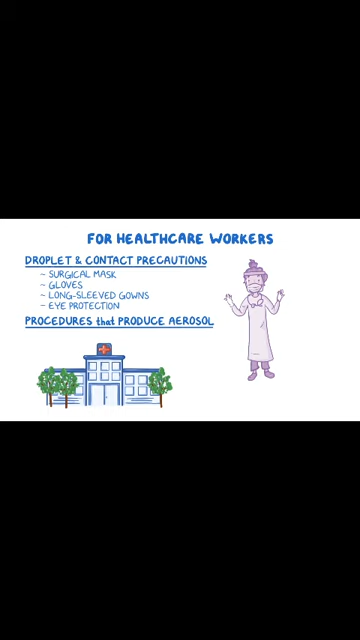 FOR HEALTHCARE WORKERS
DROPLET & CONTACT PRECAUTIONS
~ SURGICAL MASK
~ GLOVES
~ LONG-SLEEVED GOWNS
~ EYE PROTECTION
PROCEDURES that PRODUCE AEROSOL